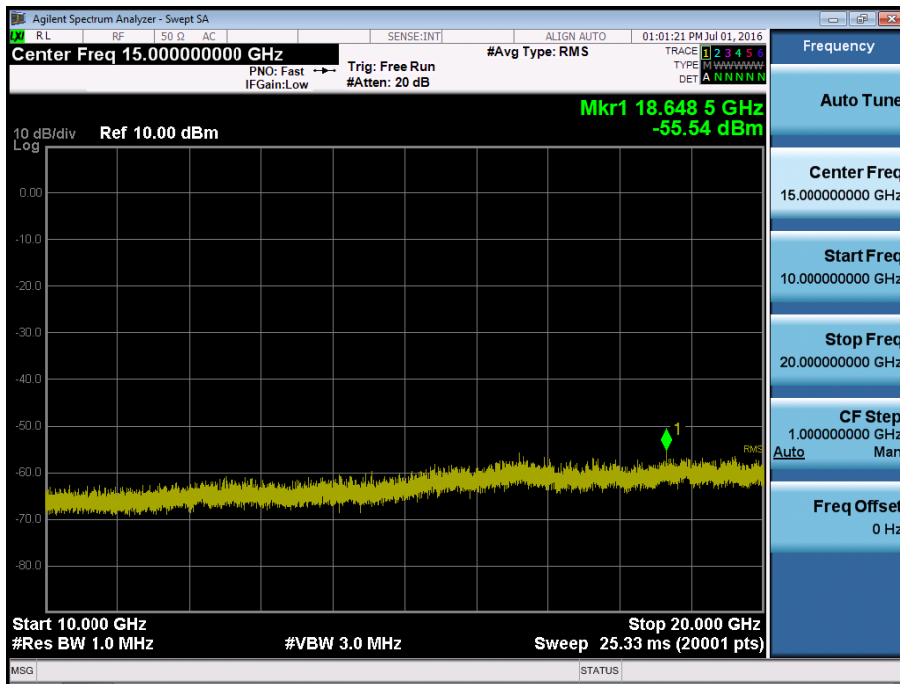 Agilent Spectrum Analyzer - Swept SA
LXI RL RF 50 Ω AC SENSE:INT ALIGN AUTO 01:01:21 PM Jul 01, 2016
Center Freq 15.000000000 GHz
PNO: Fast
IFGain:Low
Trig: Free Run
#Atten: 20 dB
#Avg Type: RMS
TRACE 1 2 3 4 5 6
TYPE M WWWWW
DET A N N N N N
Mkr1 18.648 5 GHz
-55.54 dBm
10 dB/div Ref 10.00 dBm
Log
0.00
-10.0
-20.0
-30.0
-40.0
-50.0
-60.0
-70.0
-80.0
1
RMS
Start 10.000 GHz Stop 20.000 GHz
#Res BW 1.0 MHz #VBW 3.0 MHz Sweep 25.33 ms (20001 pts)
MSG STATUS
Frequency
Auto Tune
Center Freq
15.000000000 GHz
Start Freq
10.000000000 GHz
Stop Freq
20.000000000 GHz
CF Step
1.000000000 GHz
Auto Man
Freq Offset
0 Hz